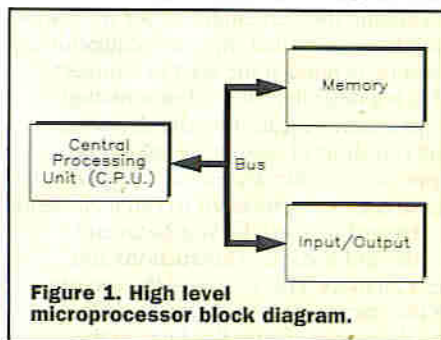 Memory
Central
Processing
Unit (C.P.U.)
Bus
Input/Output
Figure 1. High level
microprocessor block diagram.